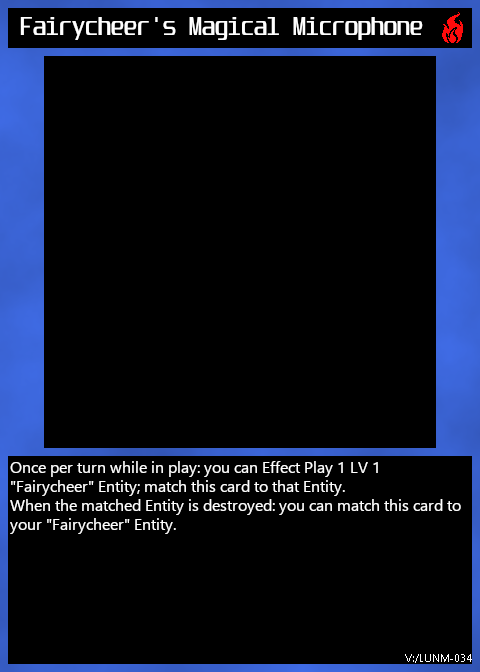 Fairycheer's Magical Microphone
Once per turn while in play: you can Effect Play 1 LV 1
"Fairycheer" Entity; match this card to that Entity.
When the matched Entity is destroyed: you can match this card to
your "Fairycheer" Entity.
V:/LUNM-034